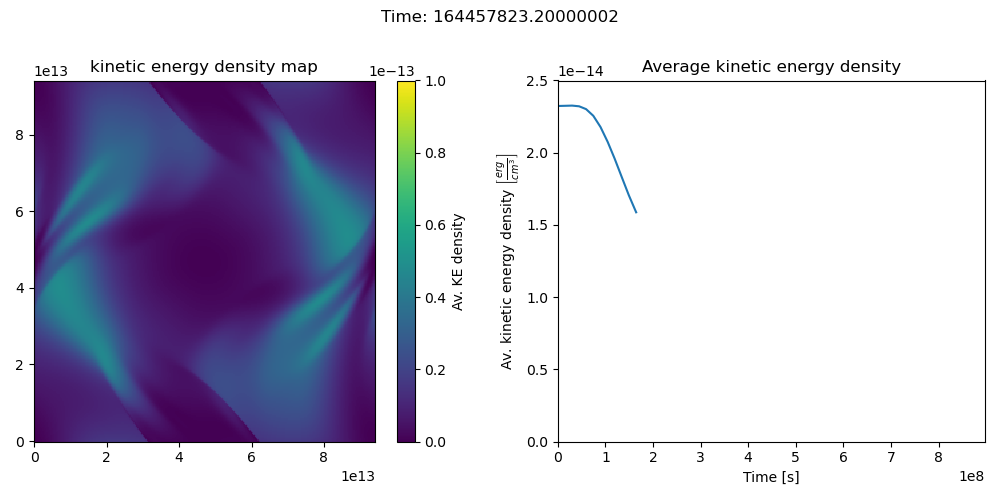 Time: 164457823.20000002
kinetic energy density map
1e13
1e−13
0
2
4
6
8
0
2
4
6
8
1e13
0.0
0.2
0.4
0.6
0.8
1.0
Av. KE density
Average kinetic energy density
1e−14
0.0
0.5
1.0
1.5
2.0
2.5
Av. kinetic energy density [erg/cm³]
0
1
2
3
4
5
6
7
8
Time [s]
1e8